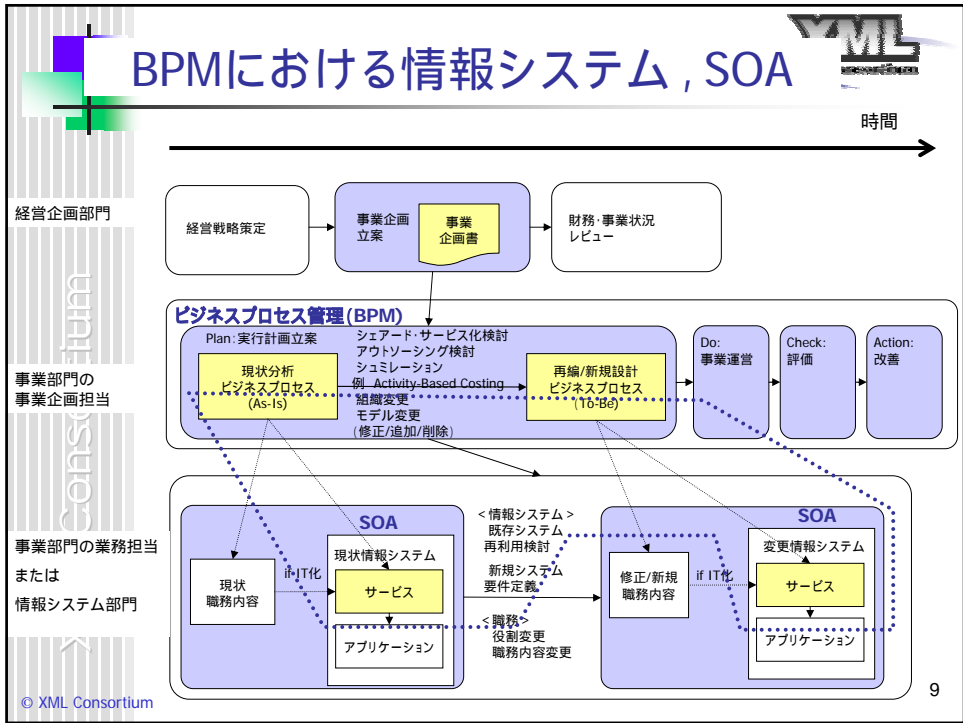 BPMにおける情報システム , SOA
XML
時間
経営企画部門
経営戦略策定
事業企画
立案
事業
企画書
財務･事業状況
レビュー
ビジネスプロセス管理(BPM)
事業部門の
事業企画担当
Plan:実行計画立案
現状分析
ビジネスプロセス
(As-Is)
シェアード･サービス化検討
アウトソーシング検討
シュミレーション
例 Activity-Based Costing
組織変更
モデル変更
(修正/追加/削除)
再編/新規設計
ビジネスプロセス
(To-Be)
Do:
事業運営
Check:
評価
Action:
改善
事業部門の業務担当
または
情報システム部門
SOA
現状
職務内容
if IT化
現状情報システム
サービス
アプリケーション
<情報システム>
既存システム
再利用検討
新規システム
要件定義
<職務>
役割変更
職務内容変更
SOA
修正/新規
職務内容
if IT化
変更情報システム
サービス
アプリケーション
XML Consortium
© XML Consortium
9